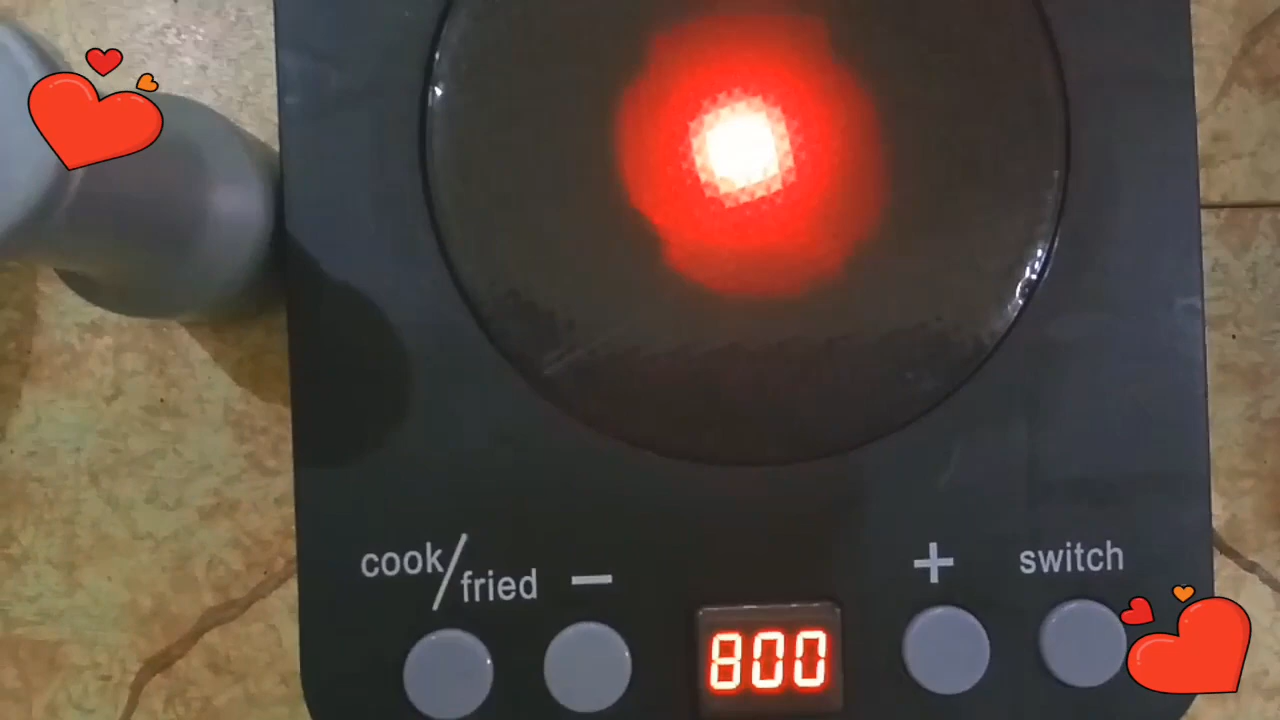 cook/fried
−
+
switch
800